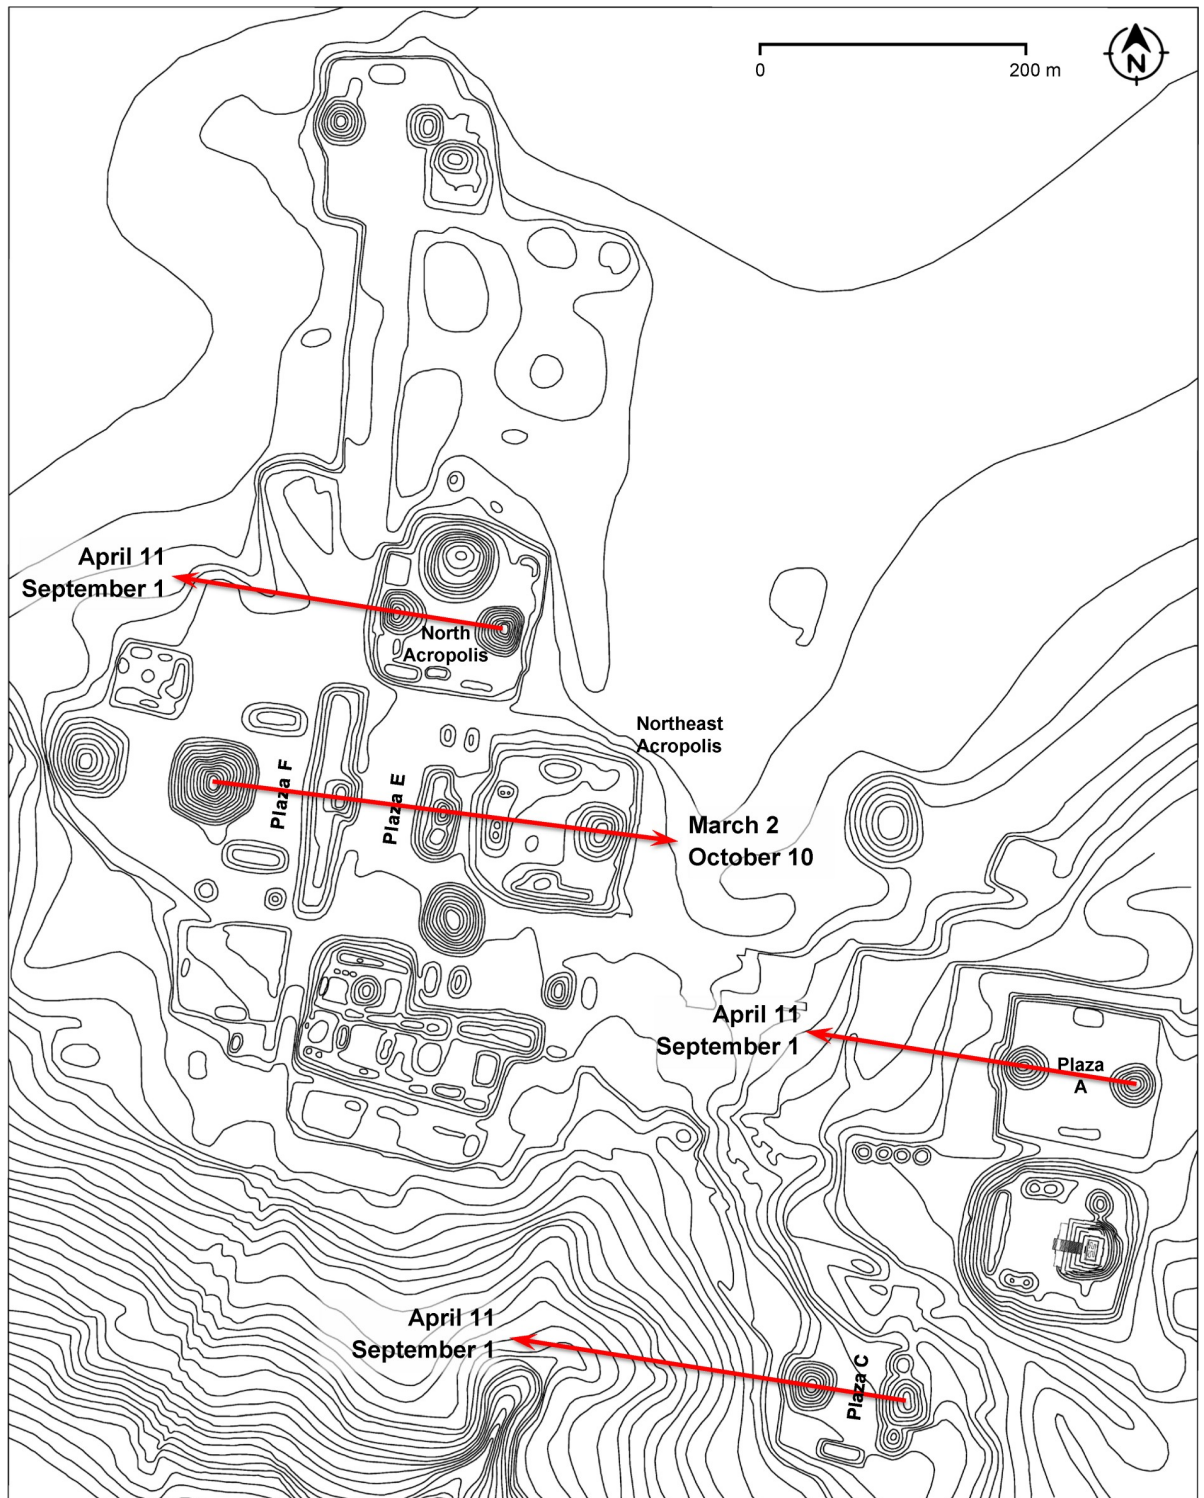 N
0 200 m
April 11
September 1
North
Acropolis
Northeast
Acropolis
Plaza F
Plaza E
March 2
October 10
April 11
September 1
Plaza
A
April 11
September 1
Plaza C